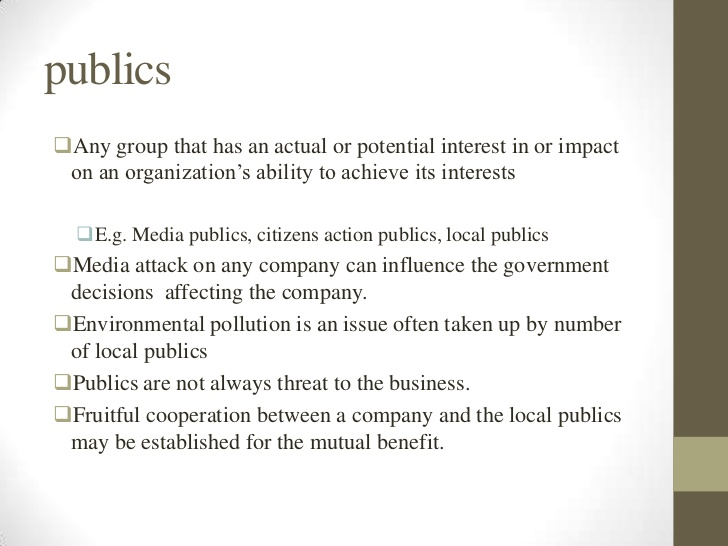 publics
❑Any group that has an actual or potential interest in or impact
on an organization’s ability to achieve its interests
❑E.g. Media publics, citizens action publics, local publics
❑Media attack on any company can influence the government
decisions  affecting the company.
❑Environmental pollution is an issue often taken up by number
of local publics
❑Publics are not always threat to the business.
❑Fruitful cooperation between a company and the local publics
may be established for the mutual benefit.